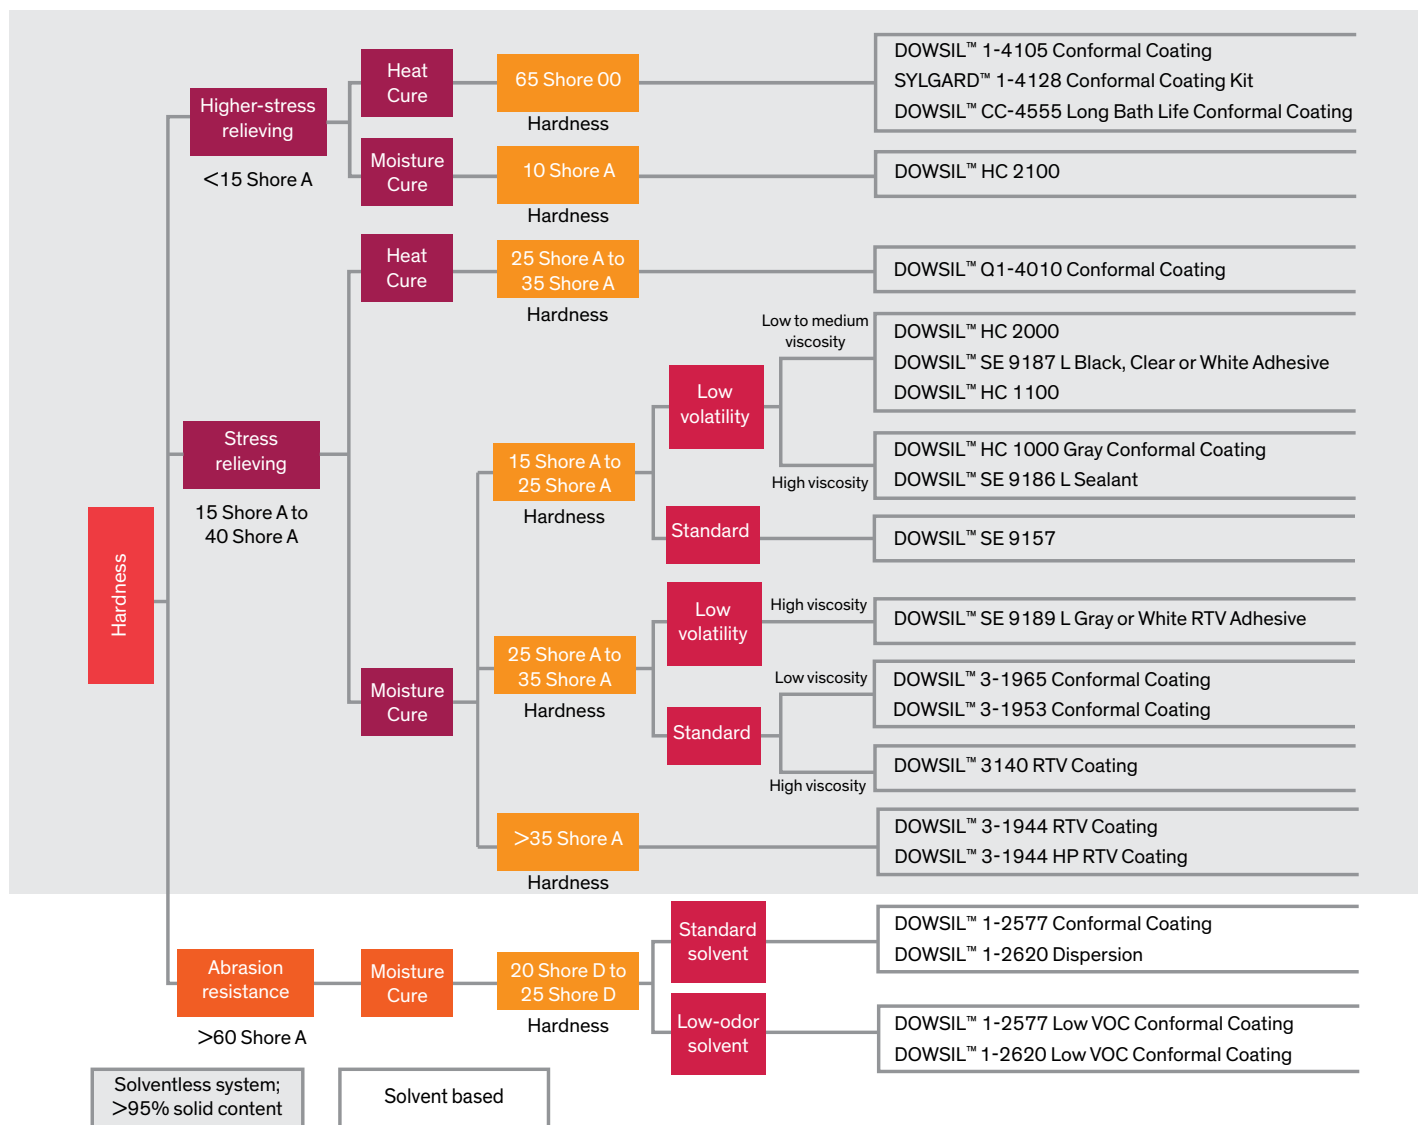 Hardness
Higher-stress
relieving
<15 Shore A
Heat
Cure
65 Shore 00
Hardness
DOWSIL™ 1-4105 Conformal Coating
SYLGARD™ 1-4128 Conformal Coating Kit
DOWSIL™ CC-4555 Long Bath Life Conformal Coating
Moisture
Cure
10 Shore A
Hardness
DOWSIL™ HC 2100
Stress
relieving
15 Shore A to
40 Shore A
Heat
Cure
25 Shore A to
35 Shore A
Hardness
DOWSIL™ Q1-4010 Conformal Coating
Moisture
Cure
15 Shore A to
25 Shore A
Hardness
Low
volatility
Low to medium
viscosity
DOWSIL™ HC 2000
DOWSIL™ SE 9187 L Black, Clear or White Adhesive
DOWSIL™ HC 1100
High viscosity
DOWSIL™ HC 1000 Gray Conformal Coating
DOWSIL™ SE 9186 L Sealant
Standard
DOWSIL™ SE 9157
25 Shore A to
35 Shore A
Hardness
Low
volatility
High viscosity
DOWSIL™ SE 9189 L Gray or White RTV Adhesive
Standard
Low viscosity
DOWSIL™ 3-1965 Conformal Coating
DOWSIL™ 3-1953 Conformal Coating
High viscosity
DOWSIL™ 3140 RTV Coating
>35 Shore A
Hardness
DOWSIL™ 3-1944 RTV Coating
DOWSIL™ 3-1944 HP RTV Coating
Abrasion
resistance
>60 Shore A
Moisture
Cure
20 Shore D to
25 Shore D
Hardness
Standard
solvent
DOWSIL™ 1-2577 Conformal Coating
DOWSIL™ 1-2620 Dispersion
Low-odor
solvent
DOWSIL™ 1-2577 Low VOC Conformal Coating
DOWSIL™ 1-2620 Low VOC Conformal Coating
Solventless system;
>95% solid content
Solvent based